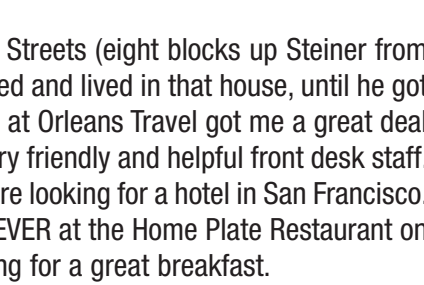 Streets (eight blocks up Steiner from
ed and lived in that house, until he got
at Orleans Travel got me a great deal
ry friendly and helpful front desk staff.
re looking for a hotel in San Francisco.
EVER at the Home Plate Restaurant on
ng for a great breakfast.